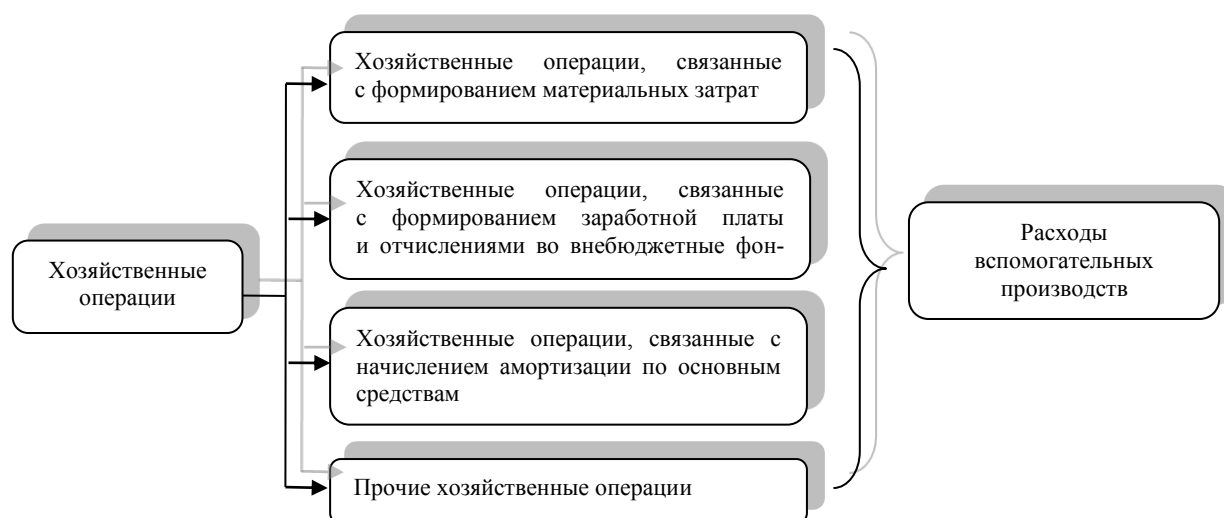 Хозяйственные
операции
Хозяйственные операции, связанные
с формированием материальных затрат
Хозяйственные операции, связанные
с формированием заработной платы
и отчислениями во внебюджетные фон-
Хозяйственные операции, связанные с
начислением амортизации по основным
средствам
Прочие хозяйственные операции
Расходы
вспомогательных
производств